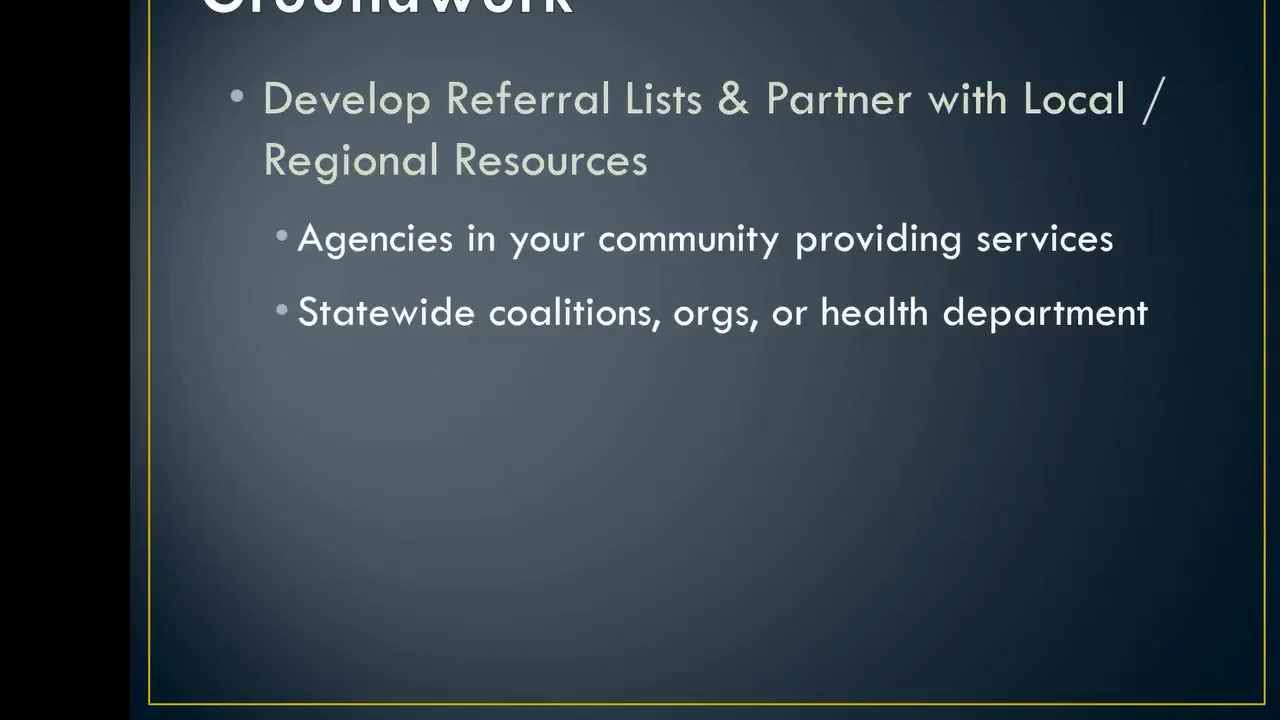 Groundwork
• Develop Referral Lists & Partner with Local /
Regional Resources
• Agencies in your community providing services
• Statewide coalitions, orgs, or health department